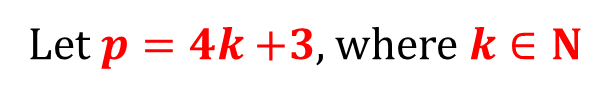 Let p = 4k +3, where k ∈ N